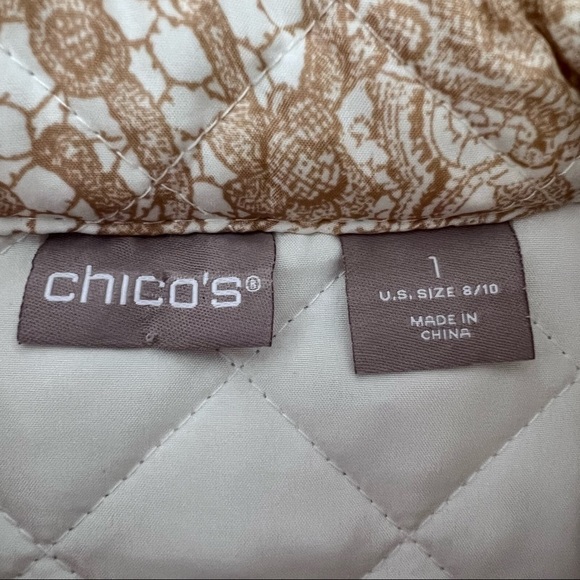 chico's®
1
U.S. SIZE 8/10
MADE IN
CHINA